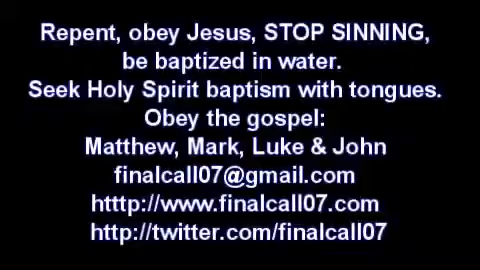 Repent, obey Jesus, STOP SINNING,
be baptized in water.
Seek Holy Spirit baptism with tongues.
Obey the gospel:
Matthew, Mark, Luke & John
finalcall07@gmail.com
htttp://www.finalcall07.com
http://twitter.com/finalcall07